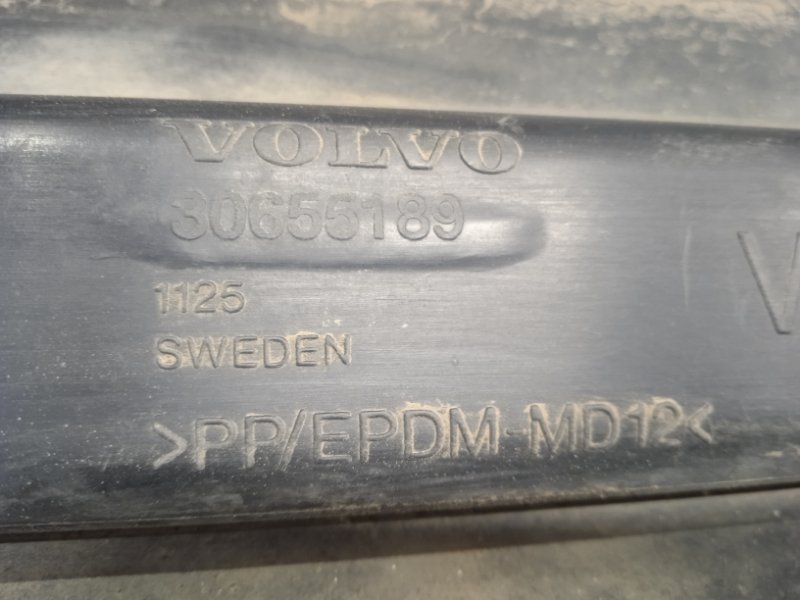 VOLVO
30655189
1125
SWEDEN
>PP/EPDM-MD12<